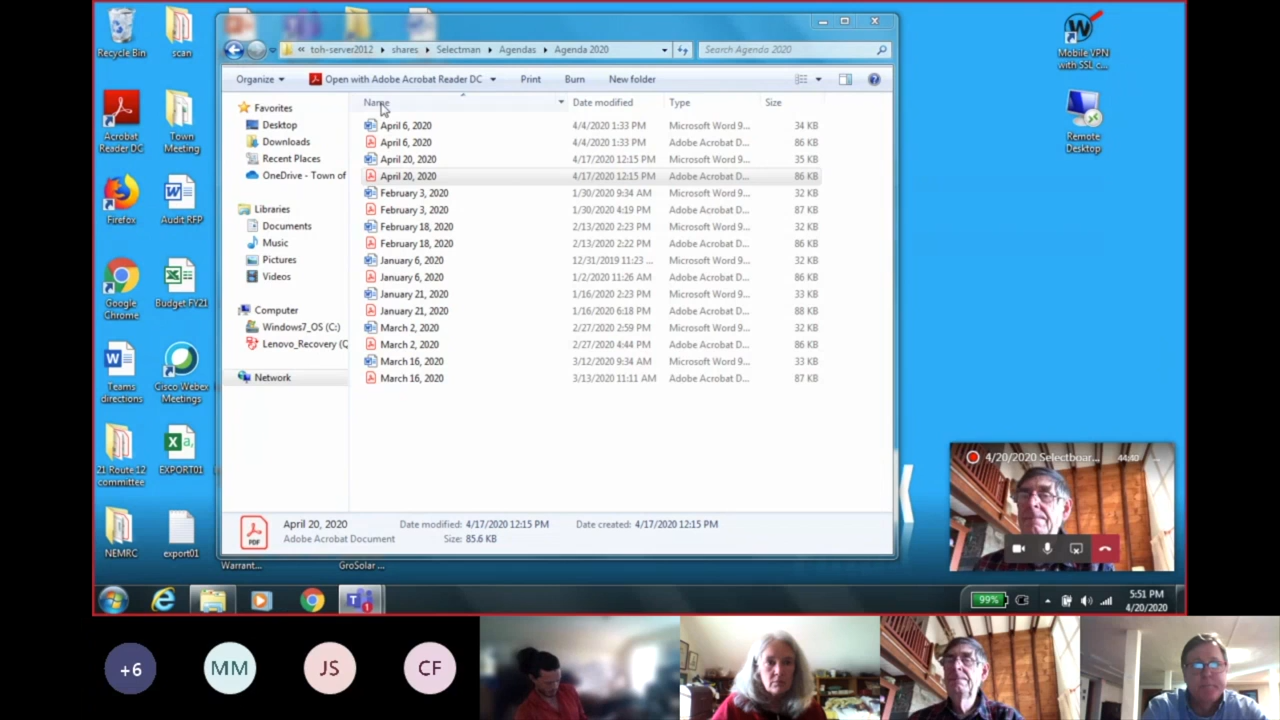 Recycle Bin
scan
Acrobat Reader DC
Town Meeting
Firefox
Audit RFP
Google Chrome
Budget FY21
Teams directions
Cisco Webex Meetings
21 Route 12 committee
EXPORT01
NEMRC
export01
Warrant...
GroSolar ...
« toh-server2012 shares Selectman Agendas Agenda 2020
Search Agenda 2020
Organize Open with Adobe Acrobat Reader DC Print Burn New folder
Favorites
Desktop
Downloads
Recent Places
OneDrive - Town of
Libraries
Documents
Music
Pictures
Videos
Computer
Windows7_OS (C:)
Lenovo_Recovery (Q
Network
Name Date modified Type Size
April 6, 2020 4/4/2020 1:33 PM Microsoft Word 9... 34 KB
April 6, 2020 4/4/2020 1:33 PM Adobe Acrobat D... 86 KB
April 20, 2020 4/17/2020 12:15 PM Microsoft Word 9... 35 KB
April 20, 2020 4/17/2020 12:15 PM Adobe Acrobat D... 86 KB
February 3, 2020 1/30/2020 9:34 AM Microsoft Word 9... 32 KB
February 3, 2020 1/30/2020 4:19 PM Adobe Acrobat D... 87 KB
February 18, 2020 2/13/2020 2:23 PM Microsoft Word 9... 32 KB
February 18, 2020 2/13/2020 2:22 PM Adobe Acrobat D... 86 KB
January 6, 2020 12/31/2019 11:23 ... Microsoft Word 9... 32 KB
January 6, 2020 1/2/2020 11:26 AM Adobe Acrobat D... 86 KB
January 21, 2020 1/16/2020 2:23 PM Microsoft Word 9... 33 KB
January 21, 2020 1/16/2020 6:18 PM Adobe Acrobat D... 88 KB
March 2, 2020 2/27/2020 2:59 PM Microsoft Word 9... 32 KB
March 2, 2020 2/27/2020 4:44 PM Adobe Acrobat D... 86 KB
March 16, 2020 3/12/2020 9:34 AM Microsoft Word 9... 33 KB
March 16, 2020 3/13/2020 11:11 AM Adobe Acrobat D... 87 KB
PDF
April 20, 2020 Date modified: 4/17/2020 12:15 PM Date created: 4/17/2020 12:15 PM
Adobe Acrobat Document Size: 85.6 KB
Mobile VPN with SSL c...
Remote Desktop
4/20/2020 Selectboar... 44:40 ...
99%
5:51 PM
4/20/2020
+6
MM
JS
CF